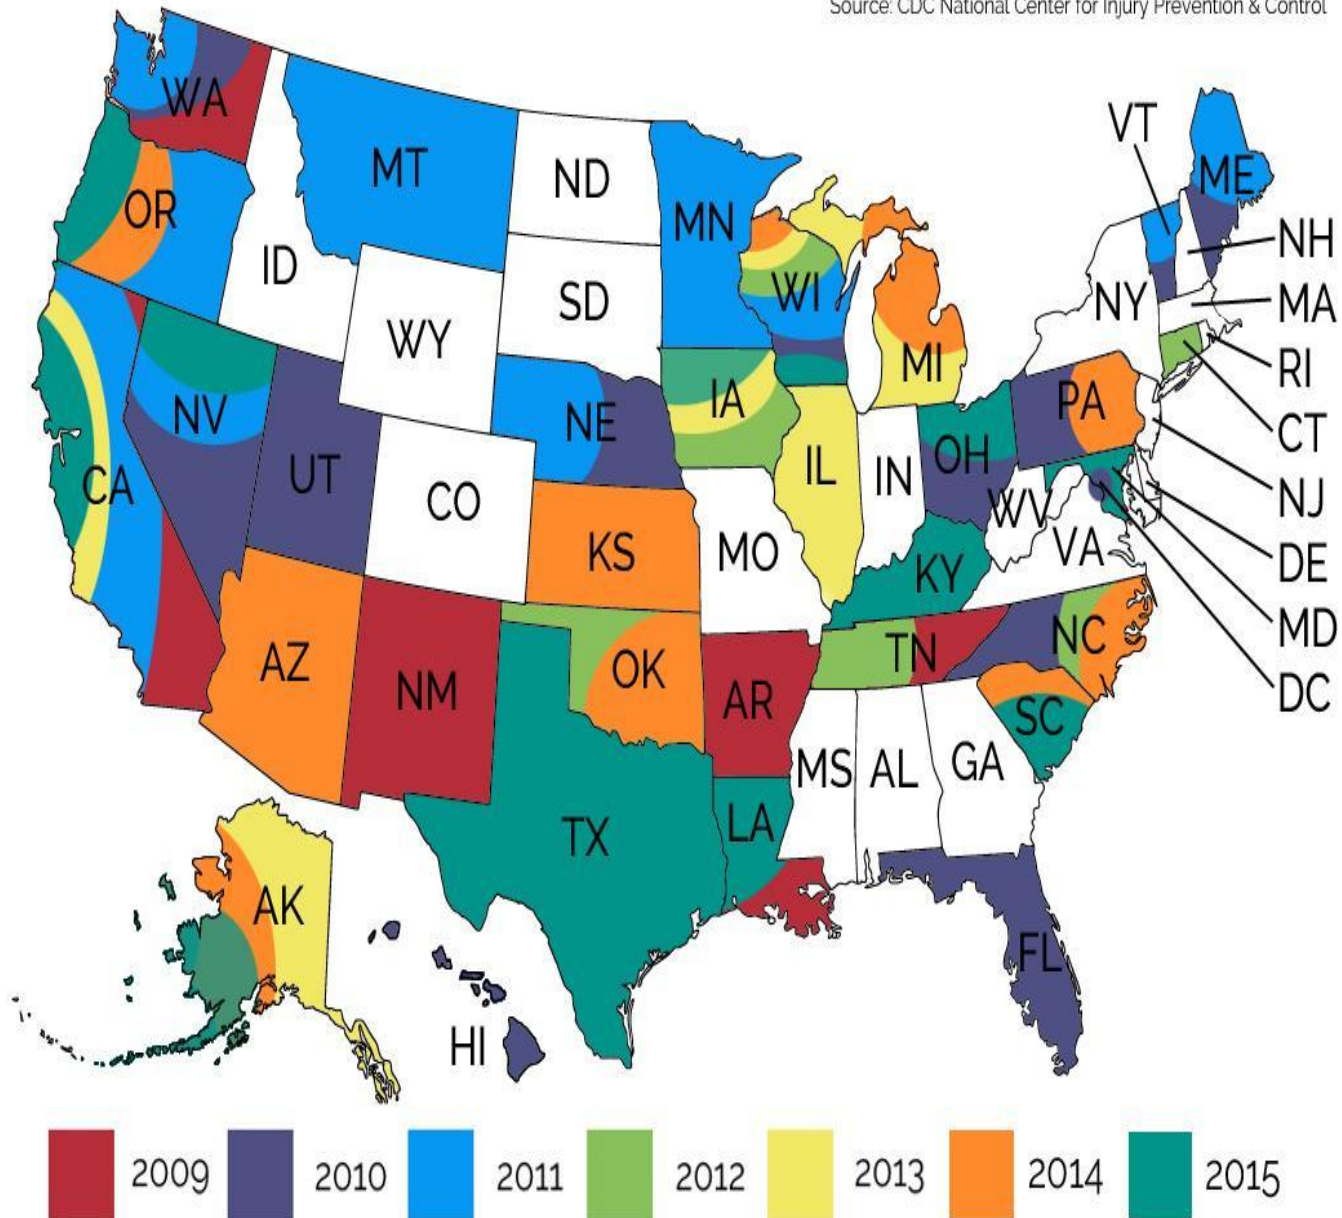 Source: CDC National Center for Injury Prevention & Control
WA
MT
ND
MN
VT
ME
OR
ID
SD
WI
NH
WY
NY
MA
MI
RI
NV
NE
IA
PA
CT
CA
UT
CO
IL
IN
OH
NJ
WV
KS
MO
KY
VA
DE
AZ
NM
OK
AR
TN
NC
MD
SC
DC
MS
AL
GA
TX
LA
AK
FL
HI
2009
2010
2011
2012
2013
2014
2015